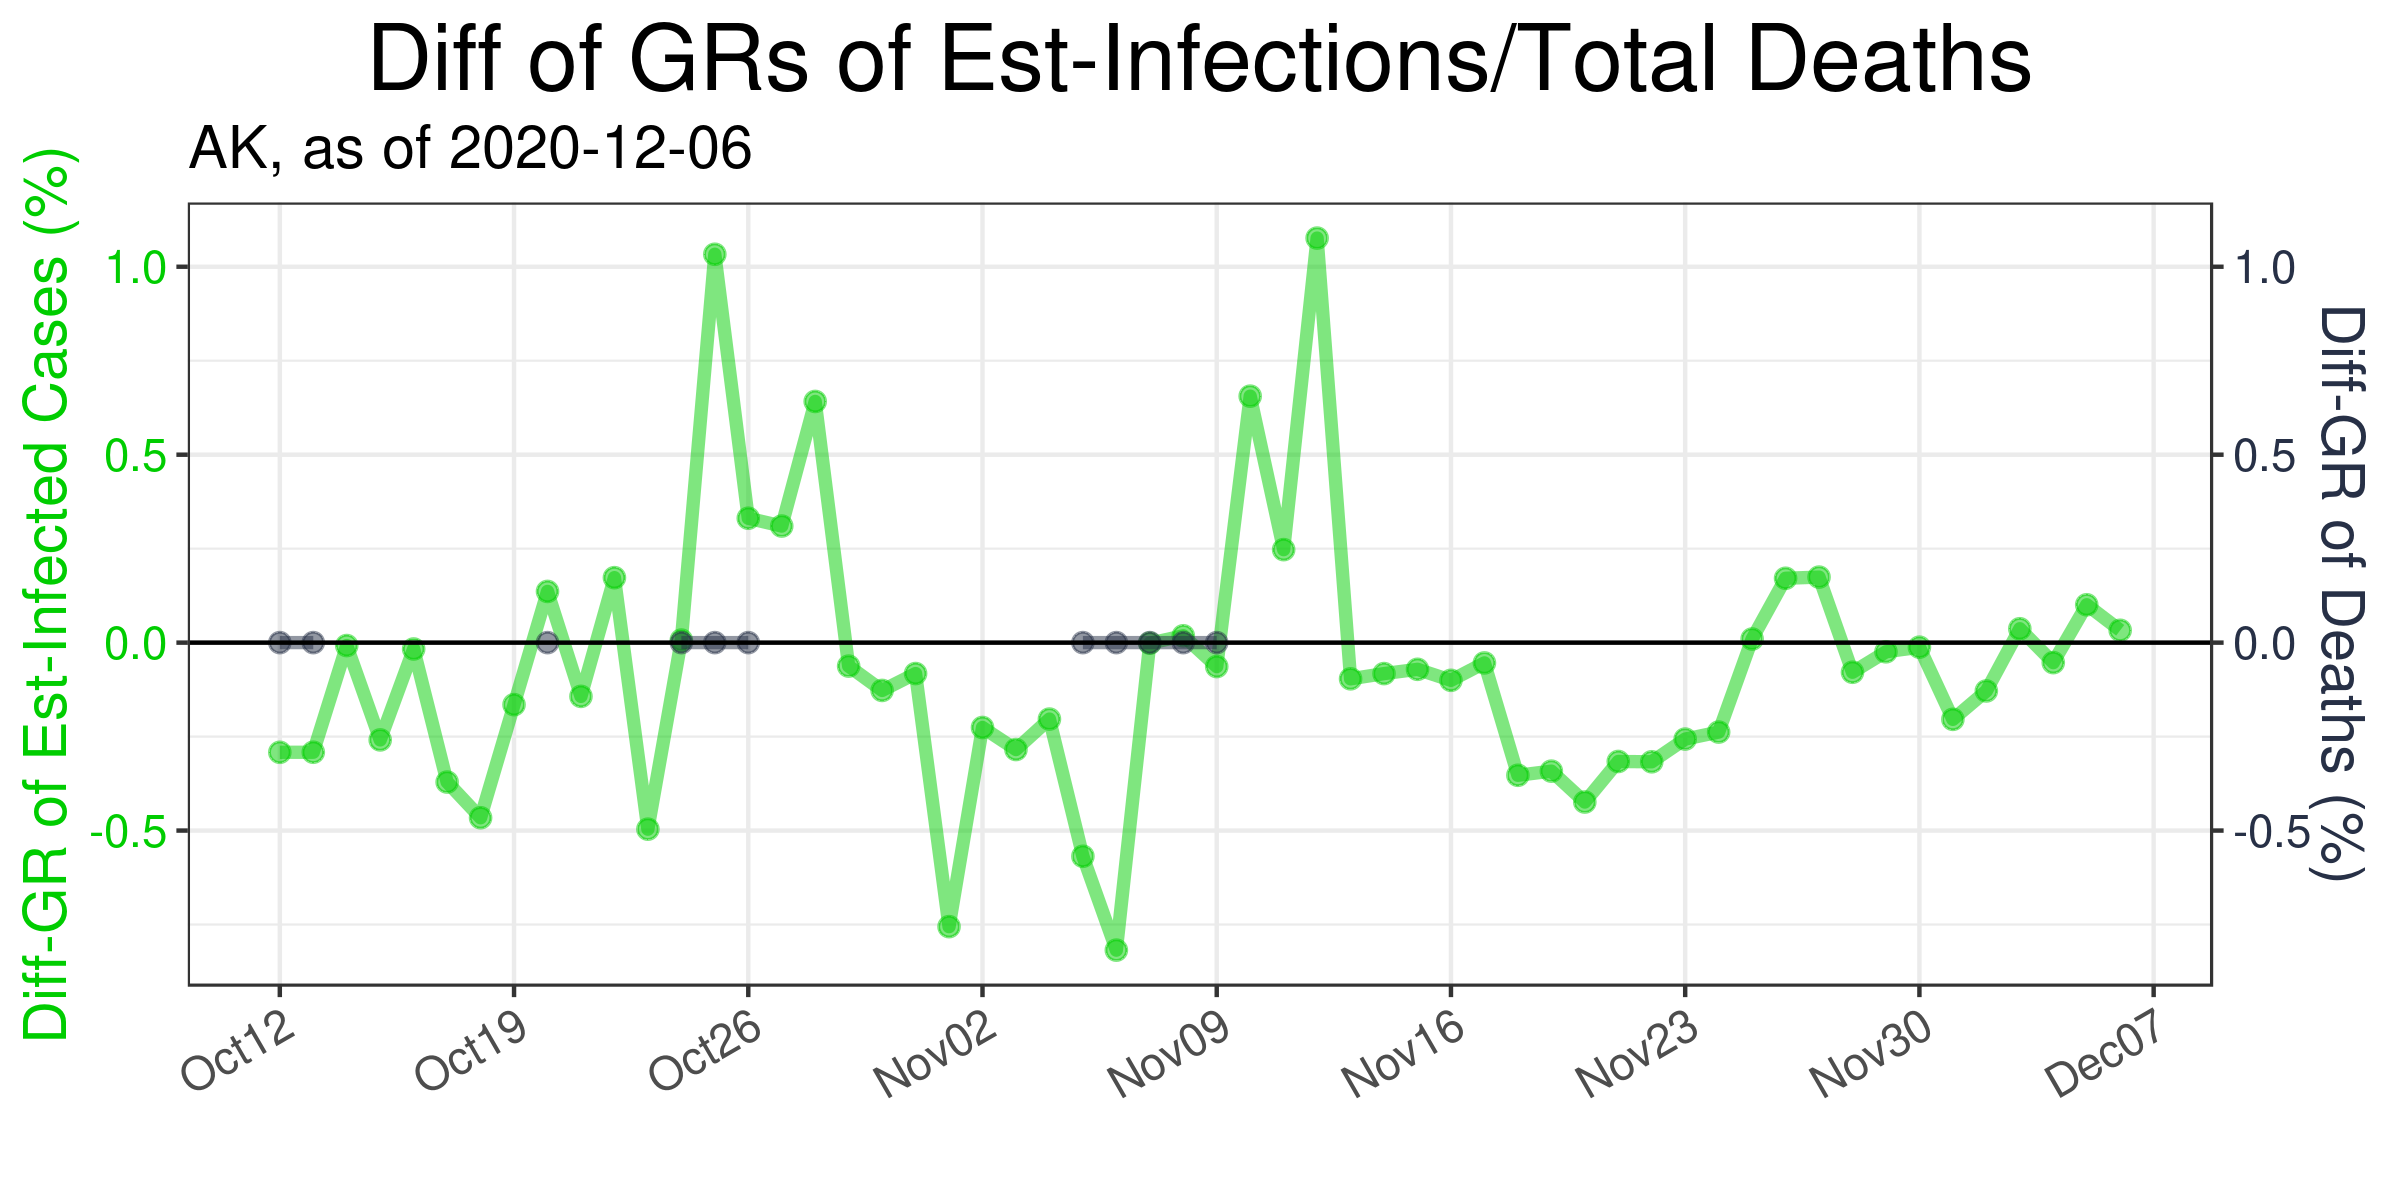 Diff of GRs of Est-Infections/Total Deaths
AK, as of 2020-12-06
Diff-GR of Est-Infected Cases (%)
1.0
0.5
0.0
-0.5
1.0
0.5
0.0
-0.5
Diff-GR of Deaths (%)
Oct12
Oct19
Oct26
Nov02
Nov09
Nov16
Nov23
Nov30
Dec07